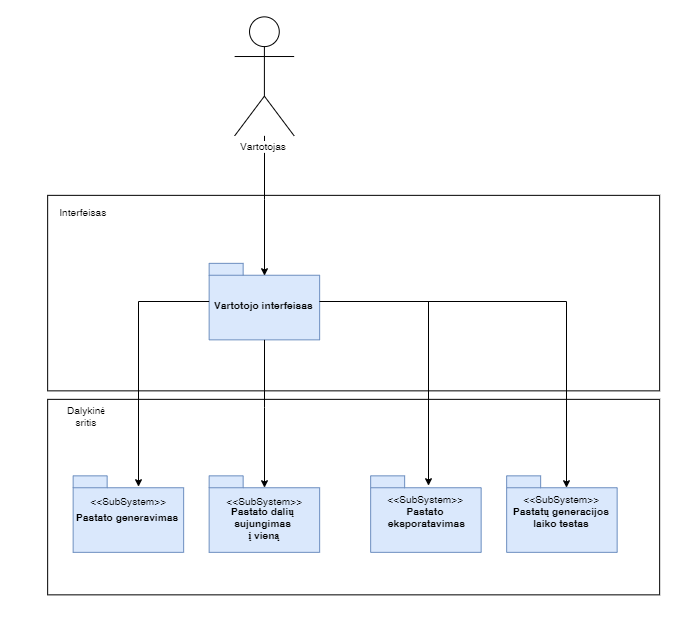 Vartotojas
Interfeisas
Vartotojo interfeisas
Dalykinė
sritis
<<SubSystem>>
Pastato generavimas
<<SubSystem>>
Pastato dalių
sujungimas
į vieną
<<SubSystem>>
Pastato
eksporatavimas
<<SubSystem>>
Pastatų generacijos
laiko testas